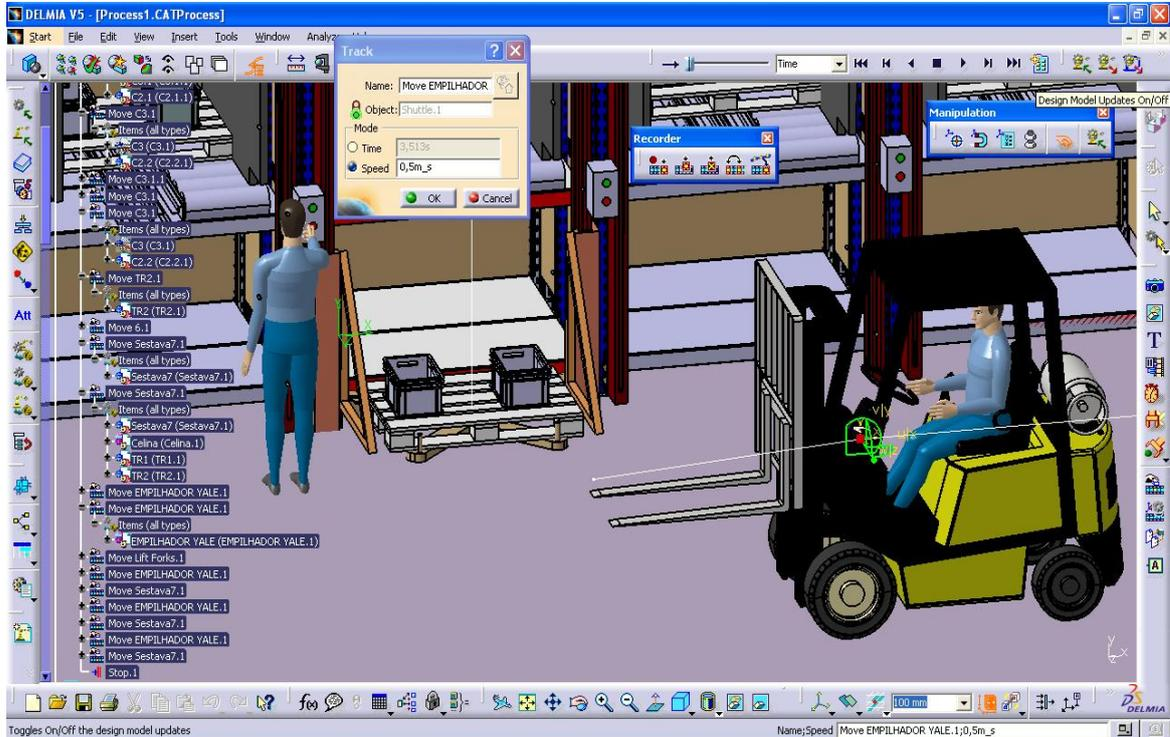 DELMIA V5 - [Process1.CATProcess]
Start File Edit View Insert Tools Window Analyze
Track
Name: Move EMPILHADOR
Object: Shuttle.1
Mode
Time 3,513s
Speed 0,5m_s
OK Cancel
Time
Design Model Updates On/Off
Manipulation
Recorder
C2.1 (C2.1.1)
Move C3.1
Items (all types)
C3 (C3.1)
C2.2 (C2.2.1)
Move C3.1.1
Move C3.1
Move C3.1
Items (all types)
C3 (C3.1)
C2.2 (C2.2.1)
Move TR2.1
Items (all types)
TR2 (TR2.1)
Move 6.1
Move Sestava7.1
Items (all types)
Sestava7 (Sestava7.1)
Move Sestava7.1
Items (all types)
Sestava7 (Sestava7.1)
Celina (Celina.1)
TR1 (TR1.1)
TR2 (TR2.1)
Move EMPILHADOR YALE.1
Move EMPILHADOR YALE.1
Items (all types)
EMPILHADOR YALE (EMPILHADOR YALE.1)
Move Lift Forks.1
Move EMPILHADOR YALE.1
Move Sestava7.1
Move EMPILHADOR YALE.1
Move Sestava7.1
Move EMPILHADOR YALE.1
Move Sestava7.1
Stop.1
Att
Y
X
y
x
f(x)
100 mm
DELMIA
Toggles On/Off the design model updates
Name;Speed Move EMPILHADOR YALE.1;0,5m_s